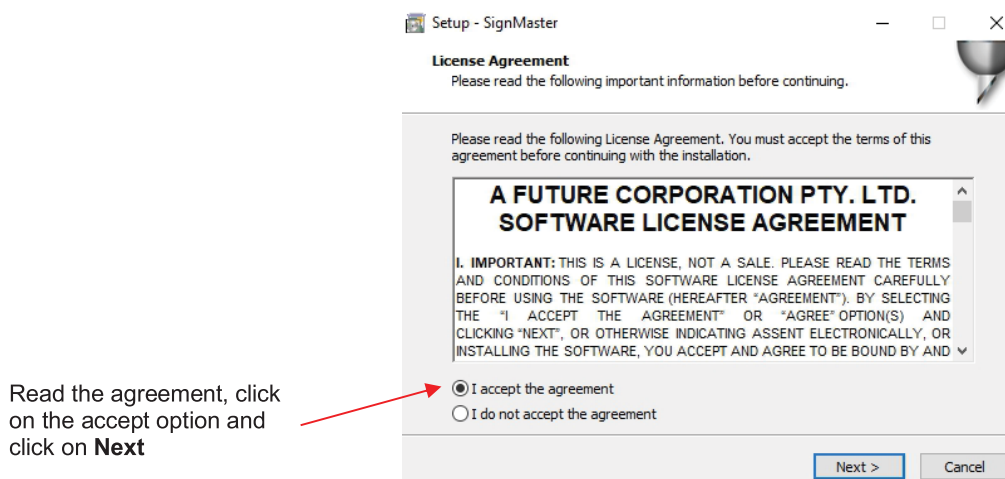 Setup - SignMaster
License Agreement
Please read the following important information before continuing.
Please read the following License Agreement. You must accept the terms of this
agreement before continuing with the installation.
A FUTURE CORPORATION PTY. LTD.
SOFTWARE LICENSE AGREEMENT
I. IMPORTANT: THIS IS A LICENSE, NOT A SALE. PLEASE READ THE TERMS
AND CONDITIONS OF THIS SOFTWARE LICENSE AGREEMENT CAREFULLY
BEFORE USING THE SOFTWARE (HEREAFTER "AGREEMENT"). BY SELECTING
THE "I ACCEPT THE AGREEMENT" OR "AGREE" OPTION(S) AND
CLICKING "NEXT", OR OTHERWISE INDICATING ASSENT ELECTRONICALLY, OR
INSTALLING THE SOFTWARE, YOU ACCEPT AND AGREE TO BE BOUND BY AND
Read the agreement, click
on the accept option and
click on Next
I accept the agreement
I do not accept the agreement
Next >
Cancel